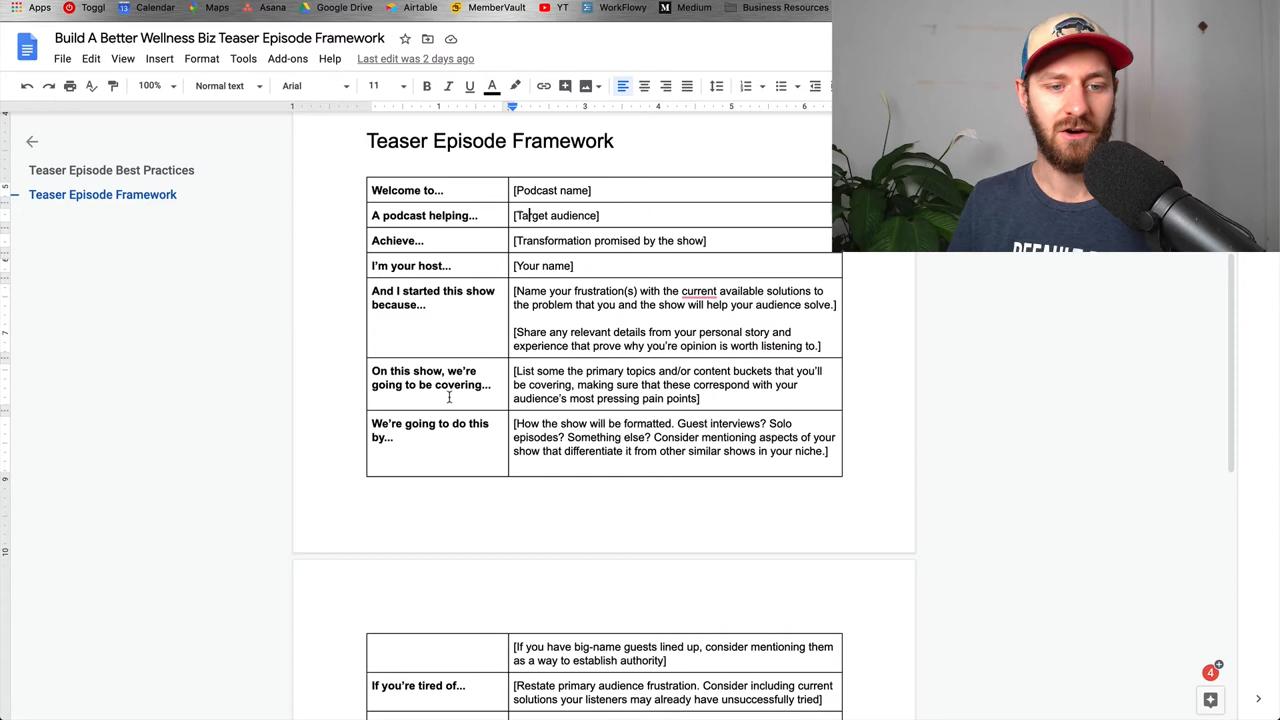 Apps Toggl Calendar Maps Asana Google Drive Airtable MemberVault YT WorkFlowy Medium Business Resources
Build A Better Wellness Biz Teaser Episode Framework
File Edit View Insert Format Tools Add-ons Help Last edit was 2 days ago
100% Normal text Arial 11 B I U A
1 1 2 3 4 5 6
Teaser Episode Framework
Teaser Episode Best Practices
Teaser Episode Framework
Welcome to... [Podcast name]
A podcast helping... [Target audience]
Achieve... [Transformation promised by the show]
I'm your host... [Your name]
And I started this show because... [Name your frustration(s) with the current available solutions to
the problem that you and the show will help your audience solve.]
[Share any relevant details from your personal story and
experience that prove why you're opinion is worth listening to.]
On this show, we're going to be covering... [List some the primary topics and/or content buckets that you'll
be covering, making sure that these correspond with your
audience's most pressing pain points]
We're going to do this by... [How the show will be formatted. Guest interviews? Solo
episodes? Something else? Consider mentioning aspects of your
show that differentiate it from other similar shows in your niche.]
[If you have big-name guests lined up, consider mentioning them
as a way to establish authority]
If you're tired of... [Restate primary audience frustration. Consider including current
solutions your listeners may already have unsuccessfully tried]
4